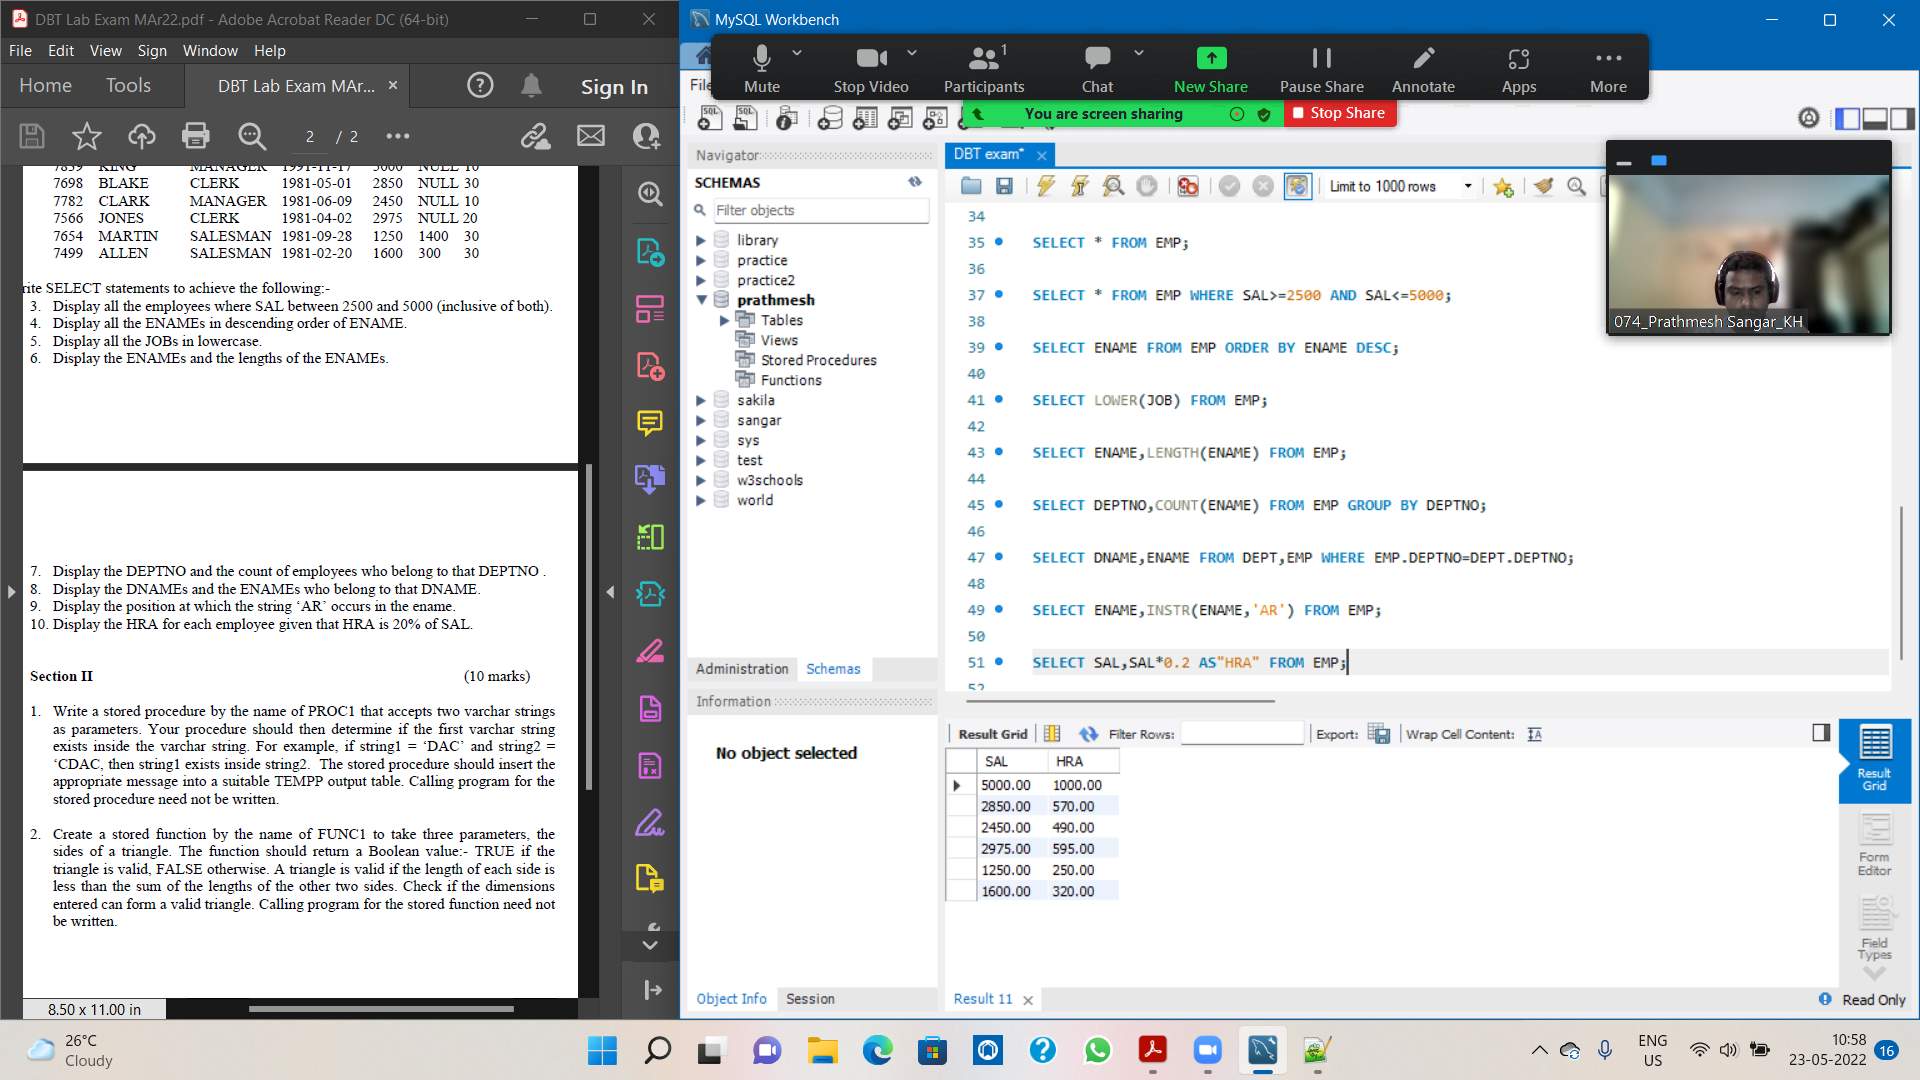 DBT Lab Exam MAr22.pdf - Adobe Acrobat Reader DC (64-bit)
File Edit View Sign Window Help
Home Tools DBT Lab Exam MAr... × Sign In
2 / 2
7839 KING MANAGER 1991-11-17 5000 NULL 10
7698 BLAKE CLERK 1981-05-01 2850 NULL 30
7782 CLARK MANAGER 1981-06-09 2450 NULL 10
7566 JONES CLERK 1981-04-02 2975 NULL 20
7654 MARTIN SALESMAN 1981-09-28 1250 1400 30
7499 ALLEN SALESMAN 1981-02-20 1600 300 30
rite SELECT statements to achieve the following:-
3. Display all the employees where SAL between 2500 and 5000 (inclusive of both).
4. Display all the ENAMEs in descending order of ENAME.
5. Display all the JOBs in lowercase.
6. Display the ENAMEs and the lengths of the ENAMEs.
7. Display the DEPTNO and the count of employees who belong to that DEPTNO .
8. Display the DNAMEs and the ENAMEs who belong to that DNAME.
9. Display the position at which the string ‘AR’ occurs in the ename.
10. Display the HRA for each employee given that HRA is 20% of SAL.
Section II (10 marks)
1. Write a stored procedure by the name of PROC1 that accepts two varchar strings
as parameters. Your procedure should then determine if the first varchar string
exists inside the varchar string. For example, if string1 = ‘DAC’ and string2 =
‘CDAC, then string1 exists inside string2. The stored procedure should insert the
appropriate message into a suitable TEMPP output table. Calling program for the
stored procedure need not be written.
2. Create a stored function by the name of FUNC1 to take three parameters, the
sides of a triangle. The function should return a Boolean value:- TRUE if the
triangle is valid, FALSE otherwise. A triangle is valid if the length of each side is
less than the sum of the lengths of the other two sides. Check if the dimensions
entered can form a valid triangle. Calling program for the stored function need not
be written.
8.50 x 11.00 in
MySQL Workbench
Mute Stop Video Participants 1 Chat New Share Pause Share Annotate Apps More
You are screen sharing Stop Share
File
Navigator
SCHEMAS
Filter objects
library
practice
practice2
prathmesh
Tables
Views
Stored Procedures
Functions
sakila
sangar
sys
test
w3schools
world
Administration Schemas
Information
No object selected
Object Info Session
DBT exam* ×
Limit to 1000 rows
34
35 SELECT * FROM EMP;
36
37 SELECT * FROM EMP WHERE SAL>=2500 AND SAL<=5000;
38
39 SELECT ENAME FROM EMP ORDER BY ENAME DESC;
40
41 SELECT LOWER(JOB) FROM EMP;
42
43 SELECT ENAME,LENGTH(ENAME) FROM EMP;
44
45 SELECT DEPTNO,COUNT(ENAME) FROM EMP GROUP BY DEPTNO;
46
47 SELECT DNAME,ENAME FROM DEPT,EMP WHERE EMP.DEPTNO=DEPT.DEPTNO;
48
49 SELECT ENAME,INSTR(ENAME,'AR') FROM EMP;
50
51 SELECT SAL,SAL*0.2 AS"HRA" FROM EMP;
52
074_Prathmesh Sangar_KH
Result Grid Filter Rows: Export: Wrap Cell Content:
SAL HRA
5000.00 1000.00
2850.00 570.00
2450.00 490.00
2975.00 595.00
1250.00 250.00
1600.00 320.00
Result Grid
Form Editor
Field Types
Result 11 ×
Read Only
26°C
Cloudy
ENG
US
10:58
23-05-2022
16